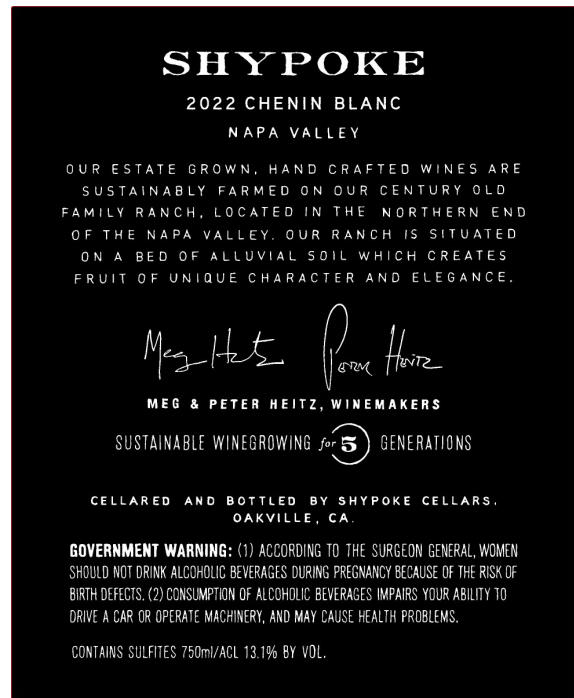 SHYPOKE
2022 CHENIN BLANC
NAPA VALLEY
OUR ESTATE GROWN, HAND CRAFTED WINES ARE
SUSTAINABLY FARMED ON OUR CENTURY OLD
FAMILY RANCH, LOCATED IN THE NORTHERN END
OF THE NAPA VALLEY. OUR RANCH IS SITUATED
ON A BED OF ALLUVIAL SOIL WHICH CREATES
FRUIT OF UNIQUE CHARACTER AND ELEGANCE.
Meg Heitz Peter Heitz
MEG & PETER HEITZ, WINEMAKERS
SUSTAINABLE WINEGROWING for 5 GENERATIONS
CELLARED AND BOTTLED BY SHYPOKE CELLARS.
OAKVILLE, CA.
GOVERNMENT WARNING: (1) ACCORDING TO THE SURGEON GENERAL, WOMEN
SHOULD NOT DRINK ALCOHOLIC BEVERAGES DURING PREGNANCY BECAUSE OF THE RISK OF
BIRTH DEFECTS. (2) CONSUMPTION OF ALCOHOLIC BEVERAGES IMPAIRS YOUR ABILITY TO
DRIVE A CAR OR OPERATE MACHINERY, AND MAY CAUSE HEALTH PROBLEMS.
CONTAINS SULFITES 750ml/ACL 13.1% BY VOL.